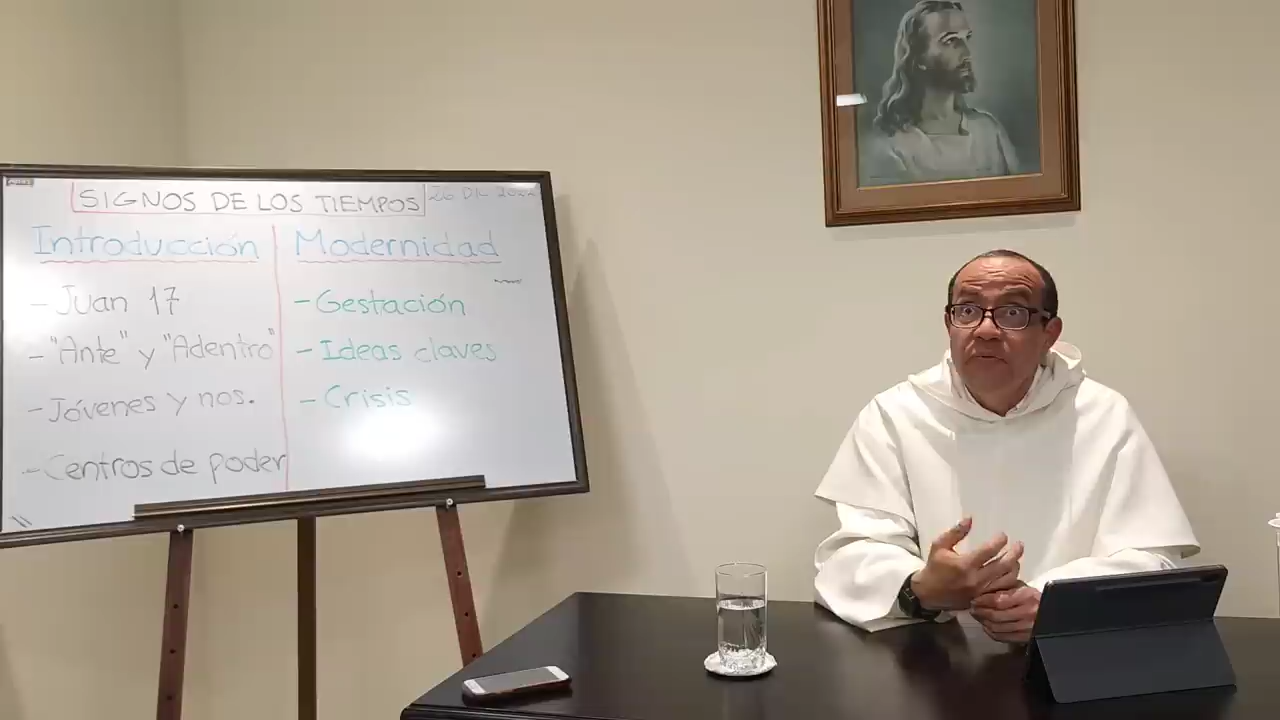 SIGNOS DE LOS TIEMPOS
Introducción
- Juan 17
- "Ante" y "Adentro"
- Jóvenes y nos.
- Centros de poder
Modernidad
- Gestación
- Ideas claves
- Crisis